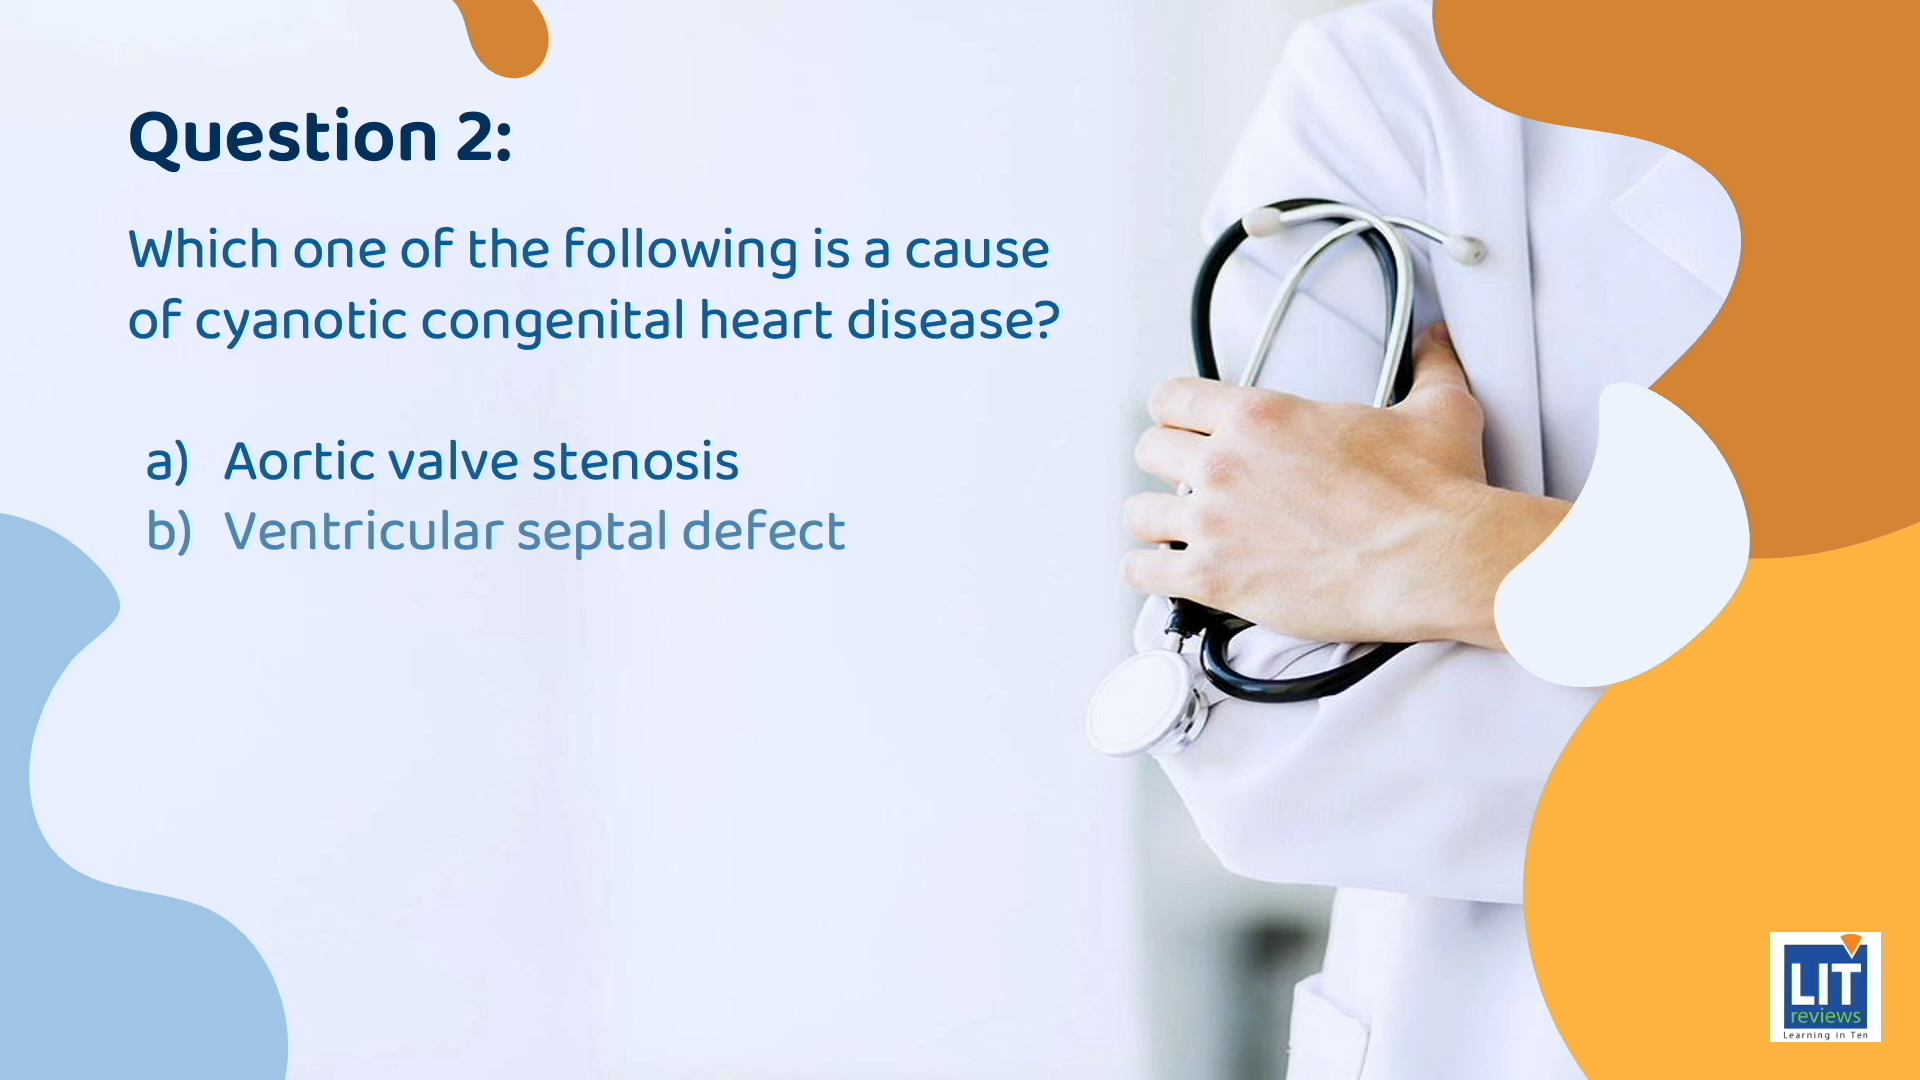 Question 2:
Which one of the following is a cause
of cyanotic congenital heart disease?
a) Aortic valve stenosis
b) Ventricular septal defect
LIT
reviews
Learning in Ten